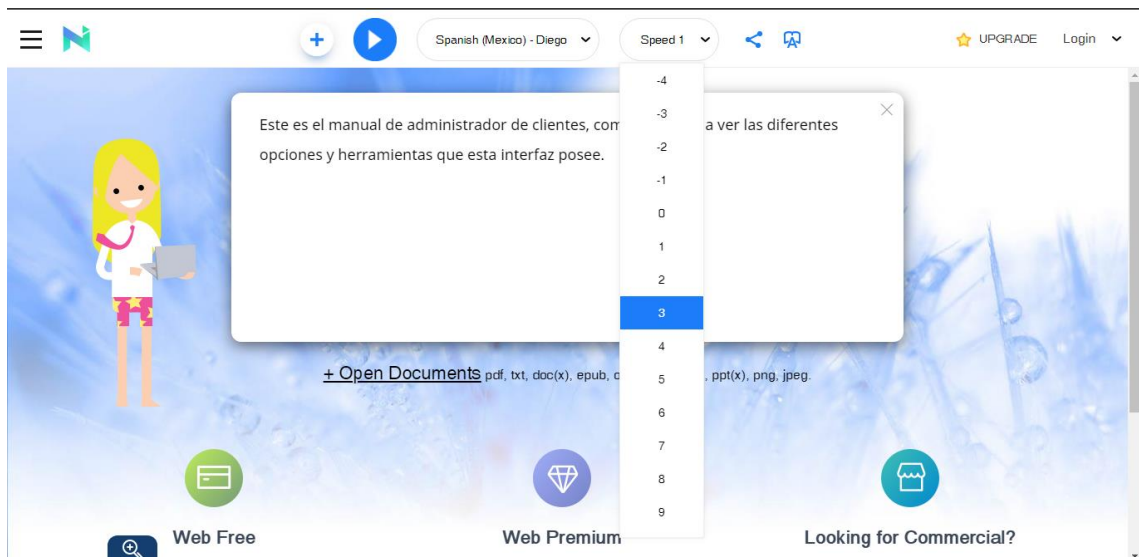 Spanish (Mexico) - Diego
Speed 1
UPGRADE
Login
-4
-3
-2
-1
0
1
2
3
4
5
6
7
8
9
Este es el manual de administrador de clientes, com a ver las diferentes
opciones y herramientas que esta interfaz posee.
+ Open Documents pdf, txt, doc(x), epub, o , ppt(x), png, jpeg.
Web Free
Web Premium
Looking for Commercial?